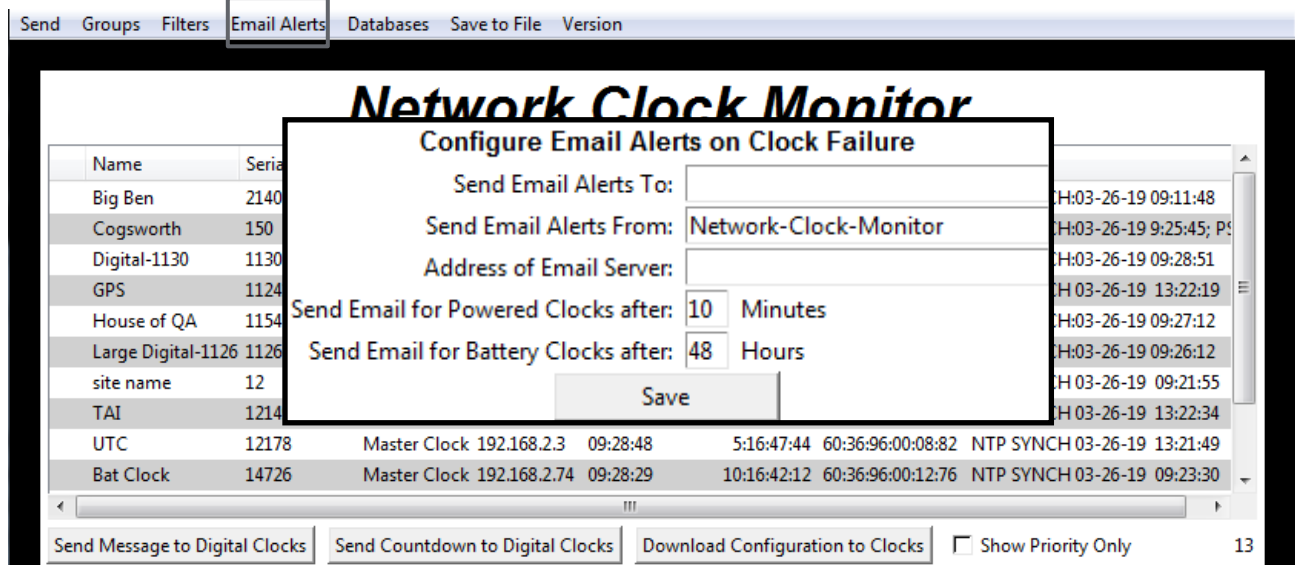 Send Groups Filters Email Alerts Databases Save to File Version
Network Clock Monitor
Configure Email Alerts on Clock Failure
Send Email Alerts To:
Send Email Alerts From: Network-Clock-Monitor
Address of Email Server:
Send Email for Powered Clocks after: 10 Minutes
Send Email for Battery Clocks after: 48 Hours
Save
Name
Big Ben 2140 H:03-26-19 09:11:48
Cogsworth 150 H:03-26-19 9:25:45;
Digital-1130 1130 H:03-26-19 09:28:51
GPS 1124 H 03-26-19 13:22:19
House of QA 1154 H:03-26-19 09:27:12
Large Digital-1126 1126 H:03-26-19 09:26:12
site name 12 H 03-26-19 09:21:55
TAI 1214 H 03-26-19 13:22:34
UTC 12178 Master Clock 192.168.2.3 09:28:48 5:16:47:44 60:36:96:00:08:82 NTP SYNCH 03-26-19 13:21:49
Bat Clock 14726 Master Clock 192.168.2.74 09:28:29 10:16:42:12 60:36:96:00:12:76 NTP SYNCH 03-26-19 09:23:30
Send Message to Digital Clocks Send Countdown to Digital Clocks Download Configuration to Clocks Show Priority Only 13